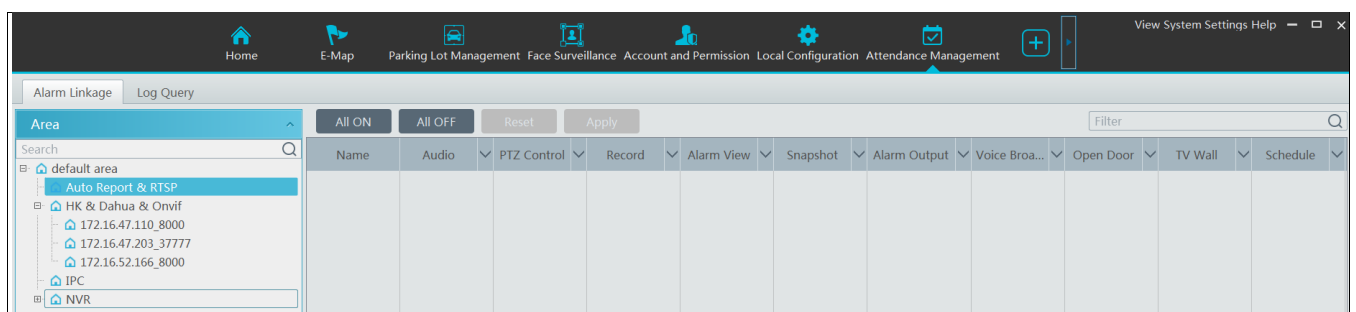 View System Settings Help
Home E-Map Parking Lot Management Face Surveillance Account and Permission Local Configuration Attendance Management
Alarm Linkage Log Query
Area All ON All OFF Reset Apply Filter
Search Name Audio PTZ Control Record Alarm View Snapshot Alarm Output Voice Broa... Open Door TV Wall Schedule
default area
Auto Report & RTSP
HK & Dahua & Onvif
172.16.47.110_8000
172.16.47.203_37777
172.16.52.166_8000
IPC
NVR